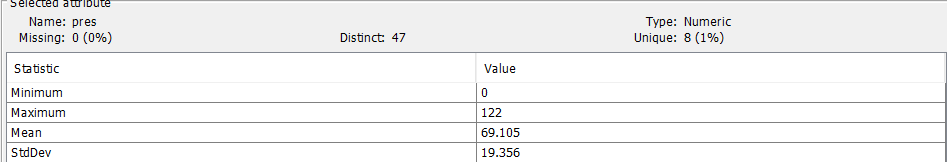 Selected attribute
Name: pres Type: Numeric
Missing: 0 (0%) Distinct: 47 Unique: 8 (1%)
Statistic Value
Minimum 0
Maximum 122
Mean 69.105
StdDev 19.356